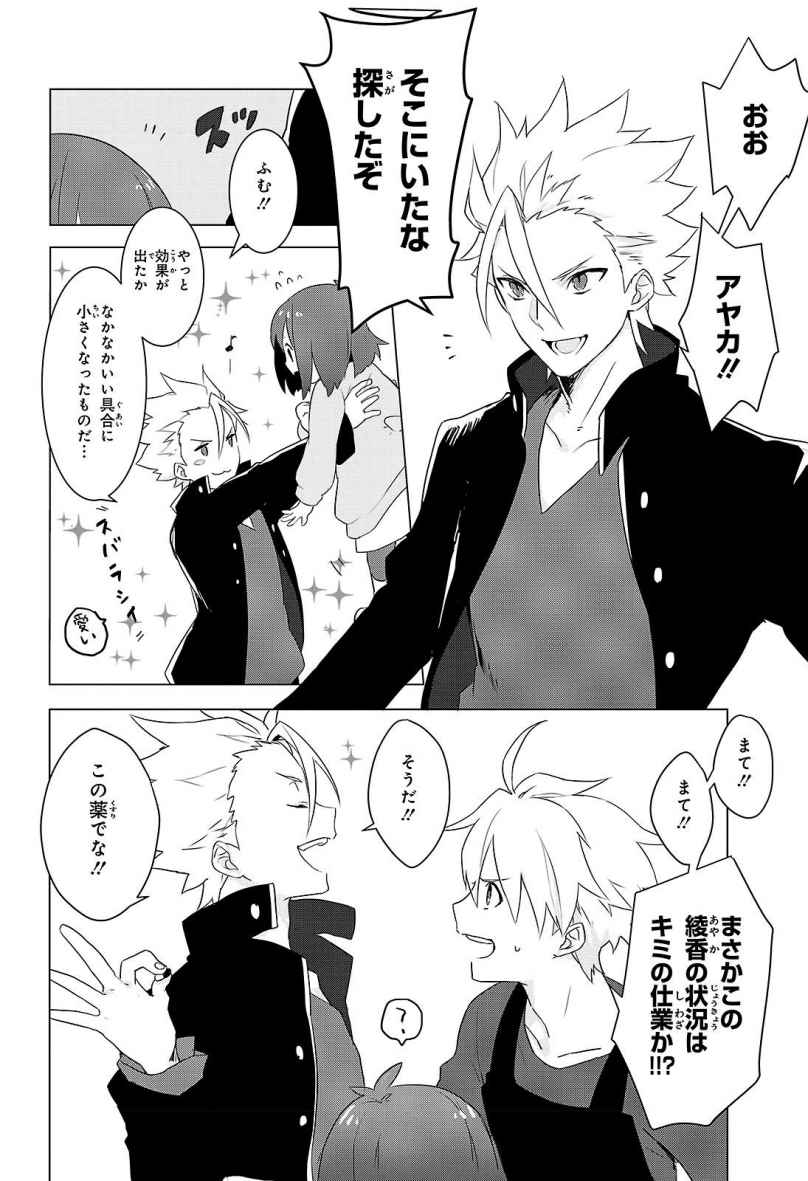 おお
アヤカ!!
そこにいたな
探したぞ
ズッ
ふむ!!
やっと
効果が
出たか
なかなかいい具合に
小さくなったものだ…
スバラシイ
愛い
まて!!
まて!!
まさかこの
綾香の状況は
キミの仕業か!!?
そうだ!!
この薬でな!!
?